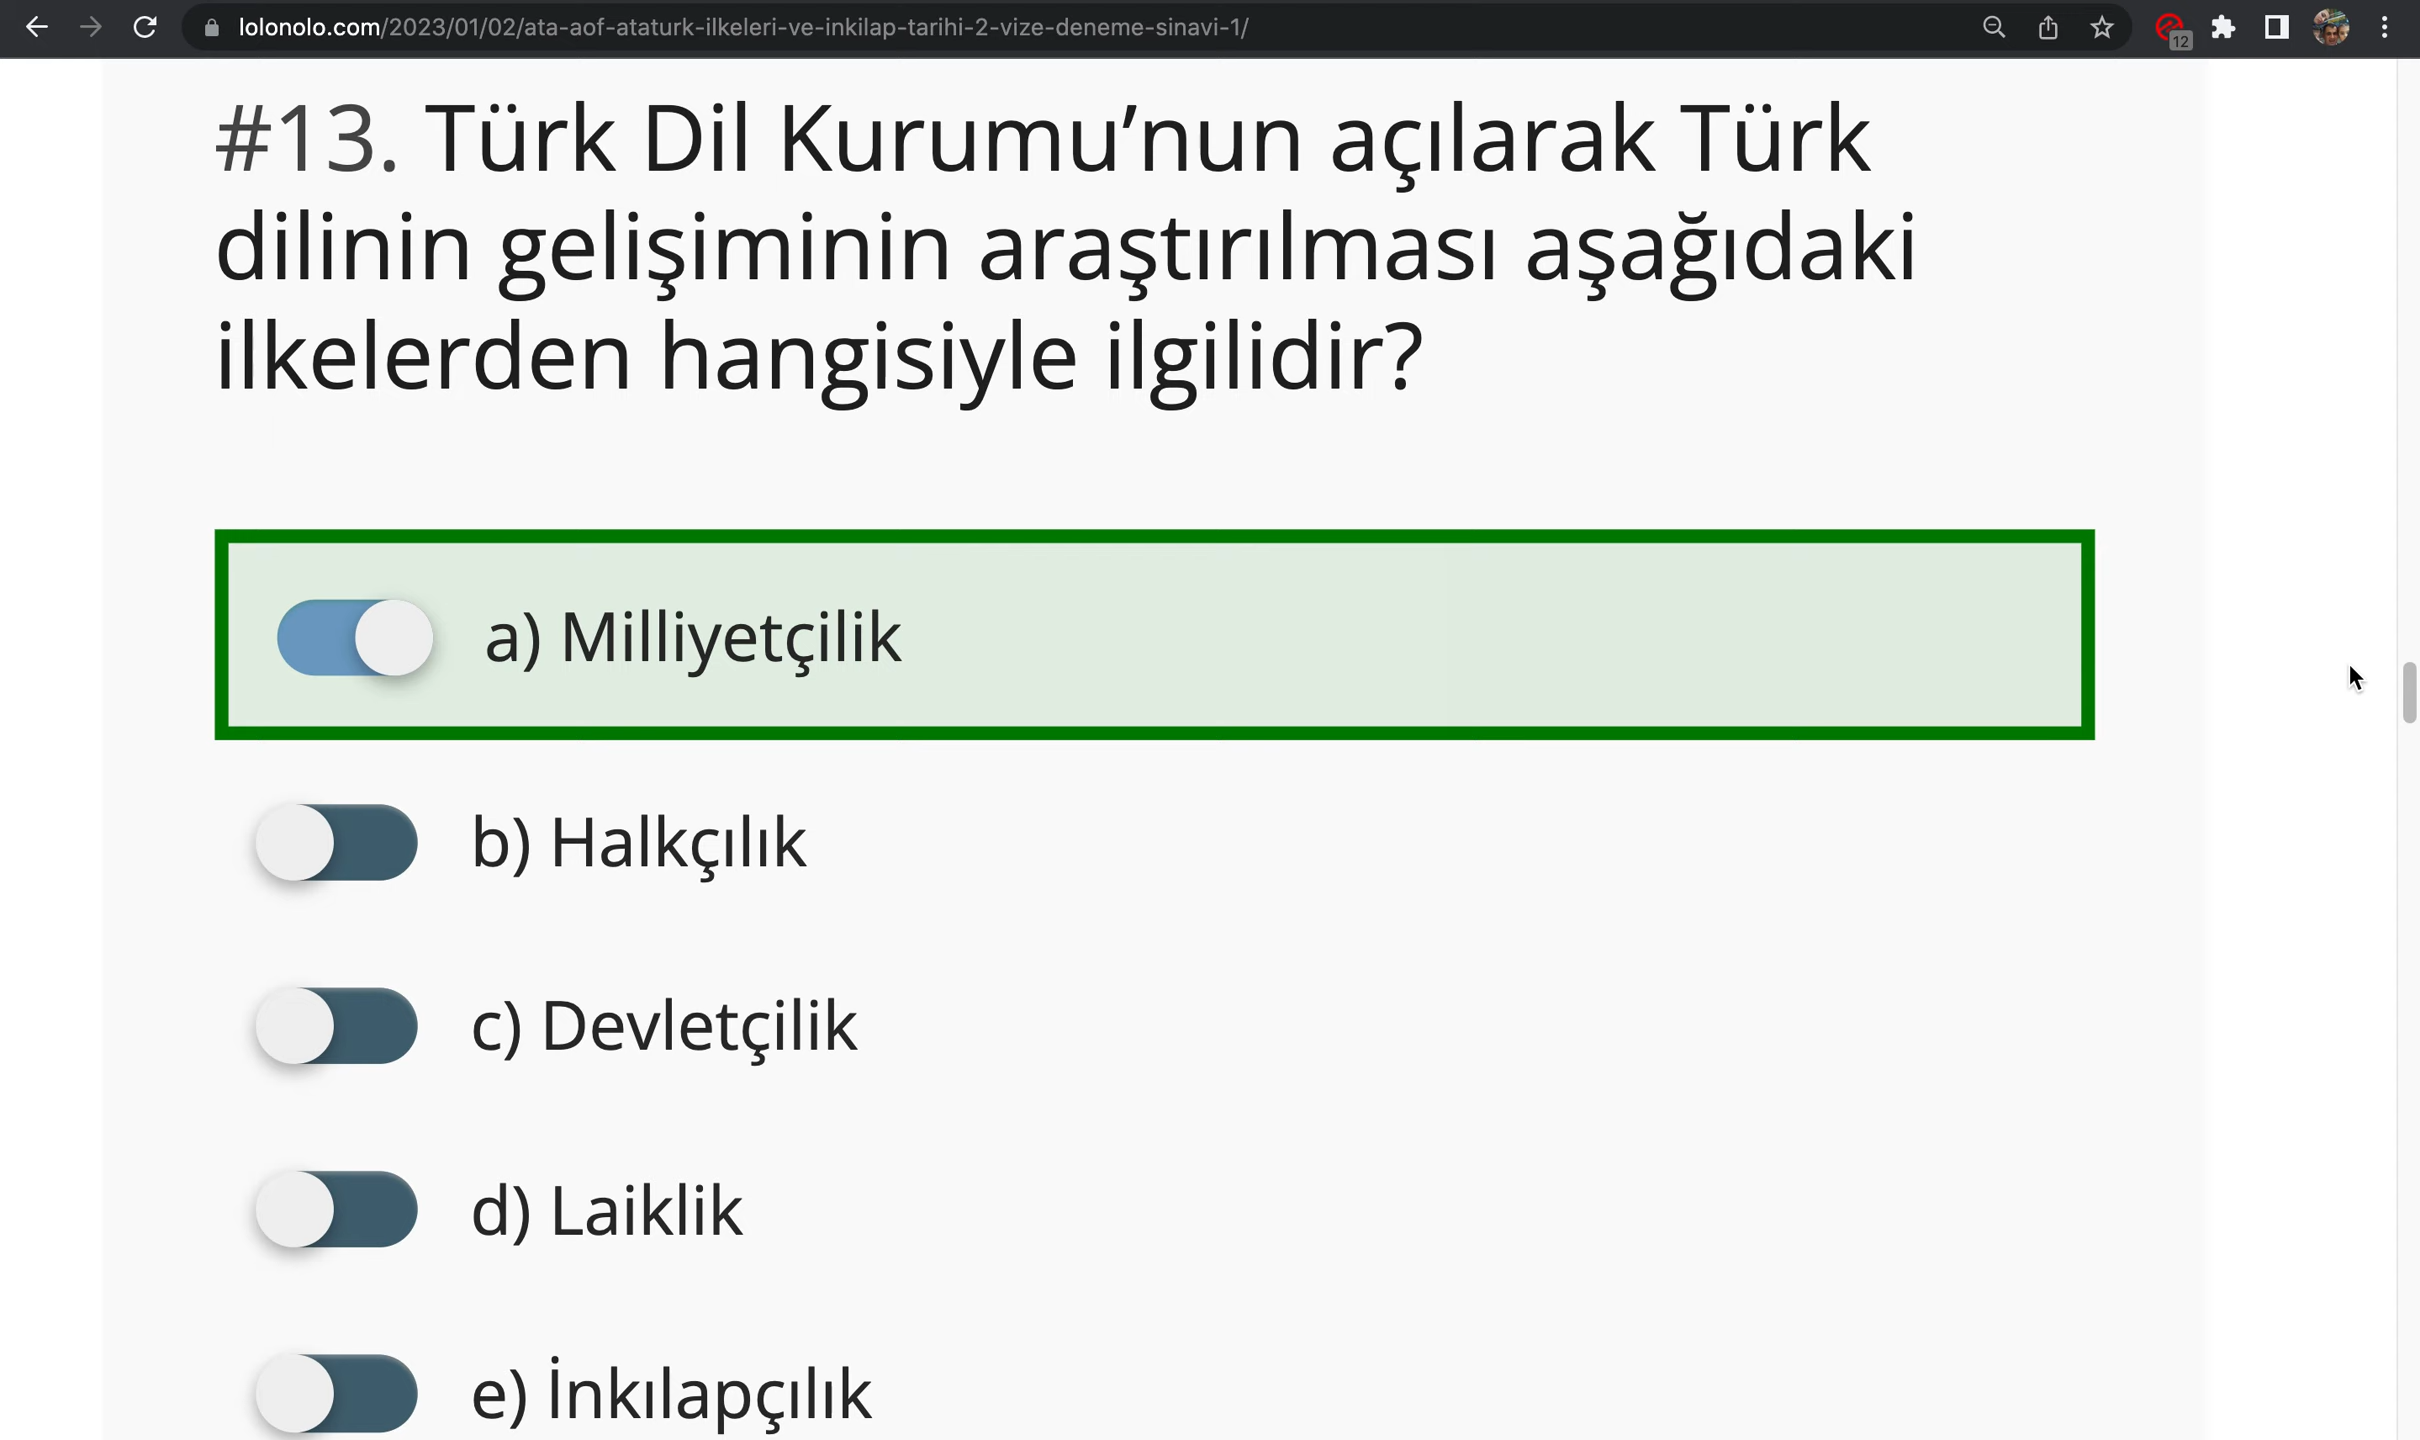 lolonolo.com/2023/01/02/ata-aof-ataturk-ilkeleri-ve-inkilap-tarihi-2-vize-deneme-sinavi-1/
12
#13. Türk Dil Kurumu’nun açılarak Türk
dilinin gelişiminin araştırılması aşağıdaki
ilkelerden hangisiyle ilgilidir?
a) Milliyetçilik
b) Halkçılık
c) Devletçilik
d) Laiklik
e) İnkılapçılık